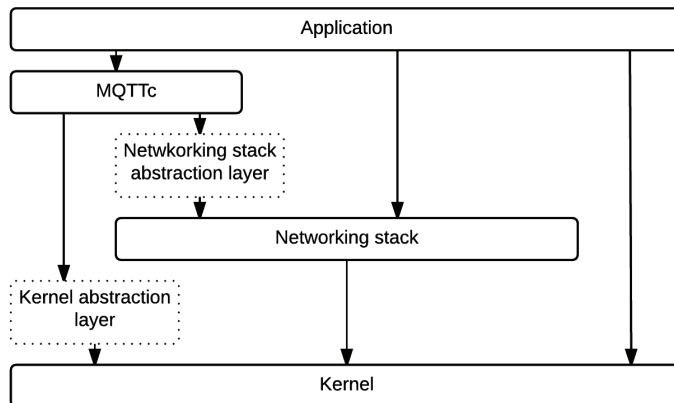 Application
MQTTc
Netwkorking stack
abstraction layer
Networking stack
Kernel abstraction
layer
Kernel